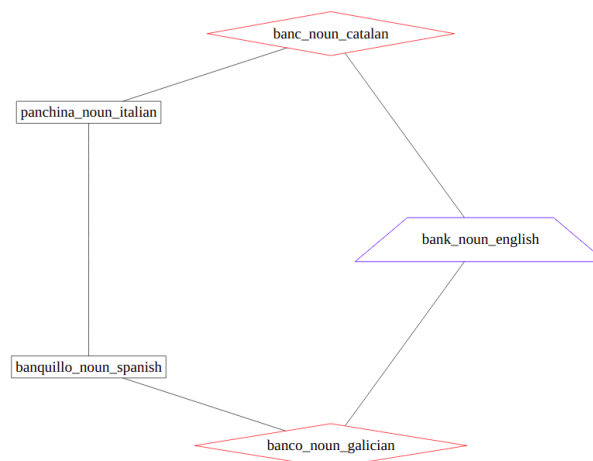 banc_noun_catalan
panchina_noun_italian
bank_noun_english
banquillo_noun_spanish
banco_noun_galician